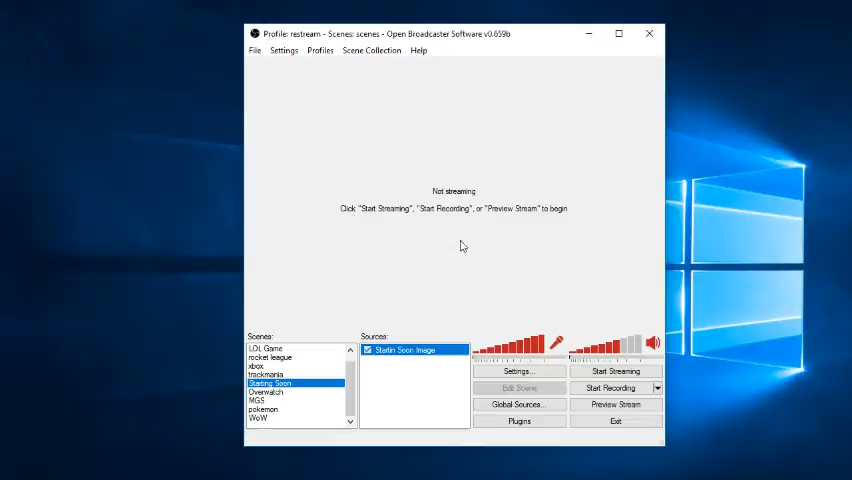 Profile: restream - Scenes: scenes - Open Broadcaster Software v0.659b
File Settings Profiles Scene Collection Help
Not streaming
Click "Start Streaming", "Start Recording", or "Preview Stream" to begin
Scenes:
LOL Game
rocket league
xbox
trackmania
Starting Soon
Overwatch
MGS
pokemon
WoW
Sources:
Startin Soon Image
Settings...
Start Streaming
Edit Scene
Start Recording
Global Sources...
Preview Stream
Plugins
Exit